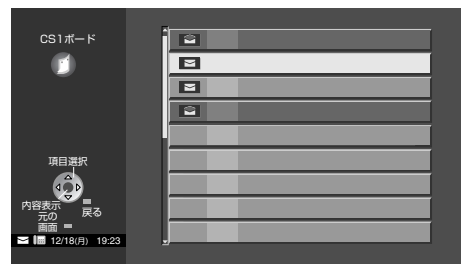 CS1ボード
項目選択
内容表示
戻る
元の
画面
12/18(月) 19:23